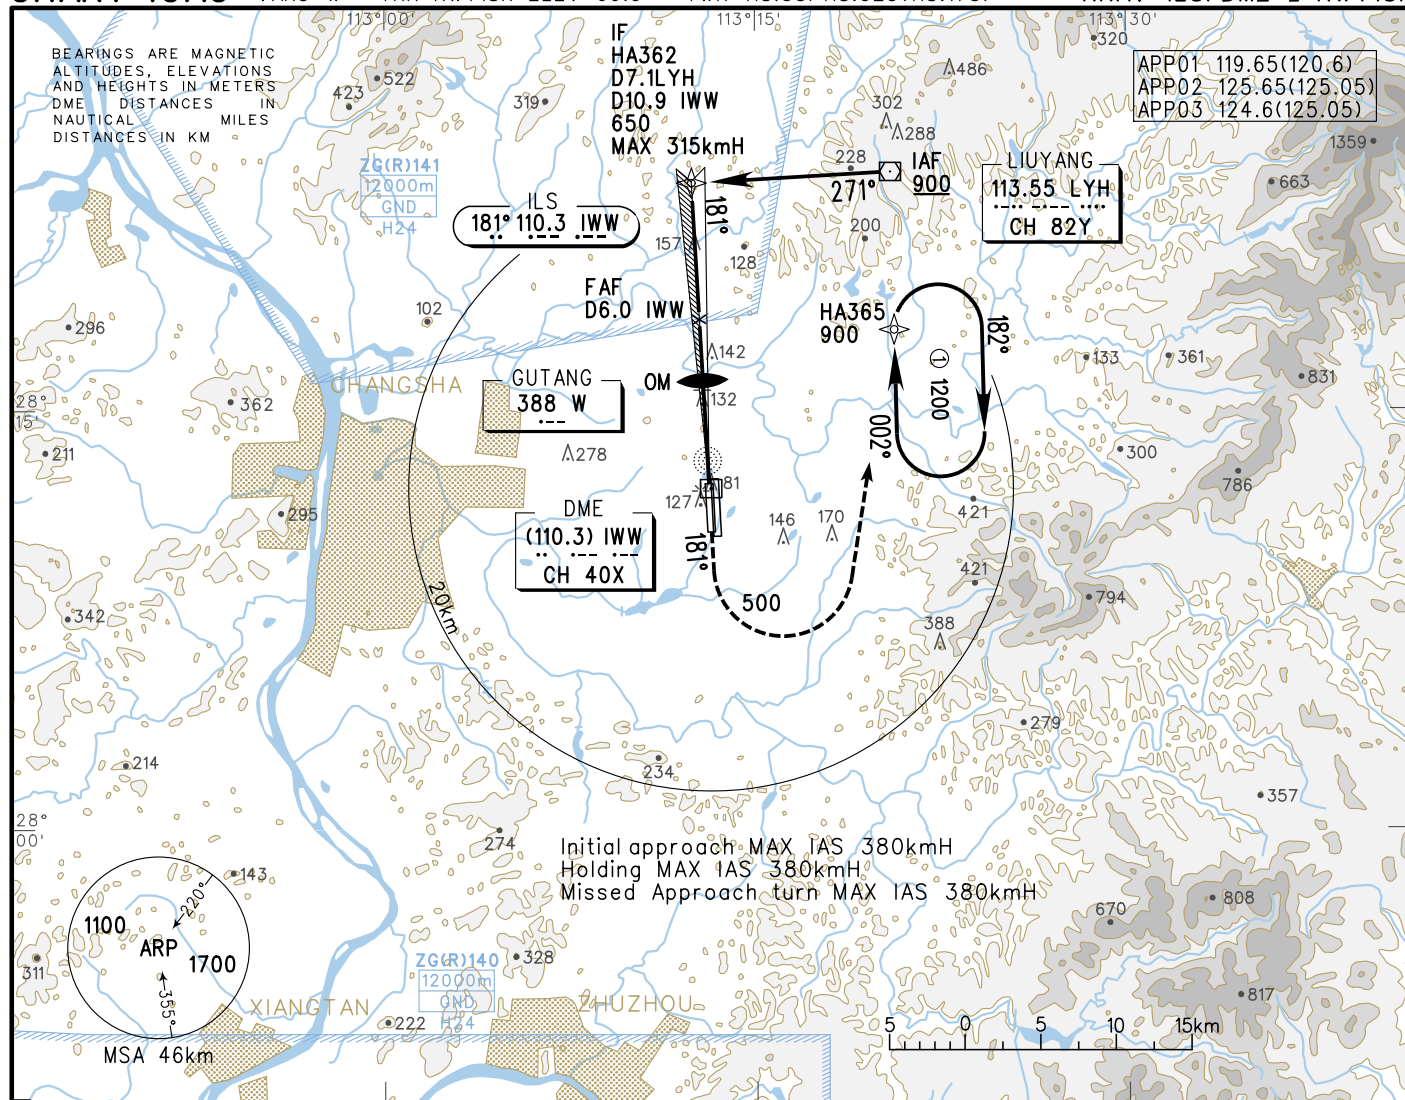 113°00'
113°15'
113°30'
BEARINGS ARE MAGNETIC
ALTITUDES, ELEVATIONS
AND HEIGHTS IN METERS
DME DISTANCES IN
NAUTICAL MILES
DISTANCES IN KM
IF
HA362
D7.1LYH
D10.9 IWW
650
MAX 315kmH
APP01 119.65(120.6)
APP02 125.65(125.05)
APP03 124.6(125.05)
320
486
522
423
319
302
288
1359
228
IAF
900
271°
LIUYANG
113.55 LYH
CH 82Y
663
ZG(R)141
12000m
GND
H24
ILS
181° 110.3 IWW
181°
157
128
200
800
500
300
FAF
D6.0 IWW
102
296
HA365
900
182°
① 1200
002°
133
361
831
142
CHANGSHA
GUTANG
388 W
OM
132
28°
15'
362
211
278
300
786
295
81
127
DME
(110.3) IWW
CH 40X
181°
146
170
421
421
794
500
388
20km
342
279
214
234
357
28°
00'
274
Initial approach MAX IAS 380kmH
Holding MAX IAS 380kmH
Missed Approach turn MAX IAS 380kmH
143
220°
1100
ARP
1700
355°
MSA 46km
311
670
808
817
ZG(R)140
12000m
GND
H24
328
XIANGTAN
ZHUZHOU
222
5 0 5 10 15km